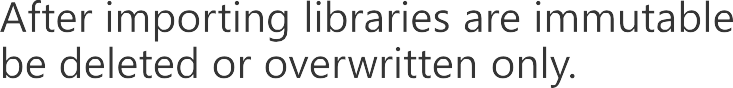 After importing libraries are immutable
be deleted or overwritten only.